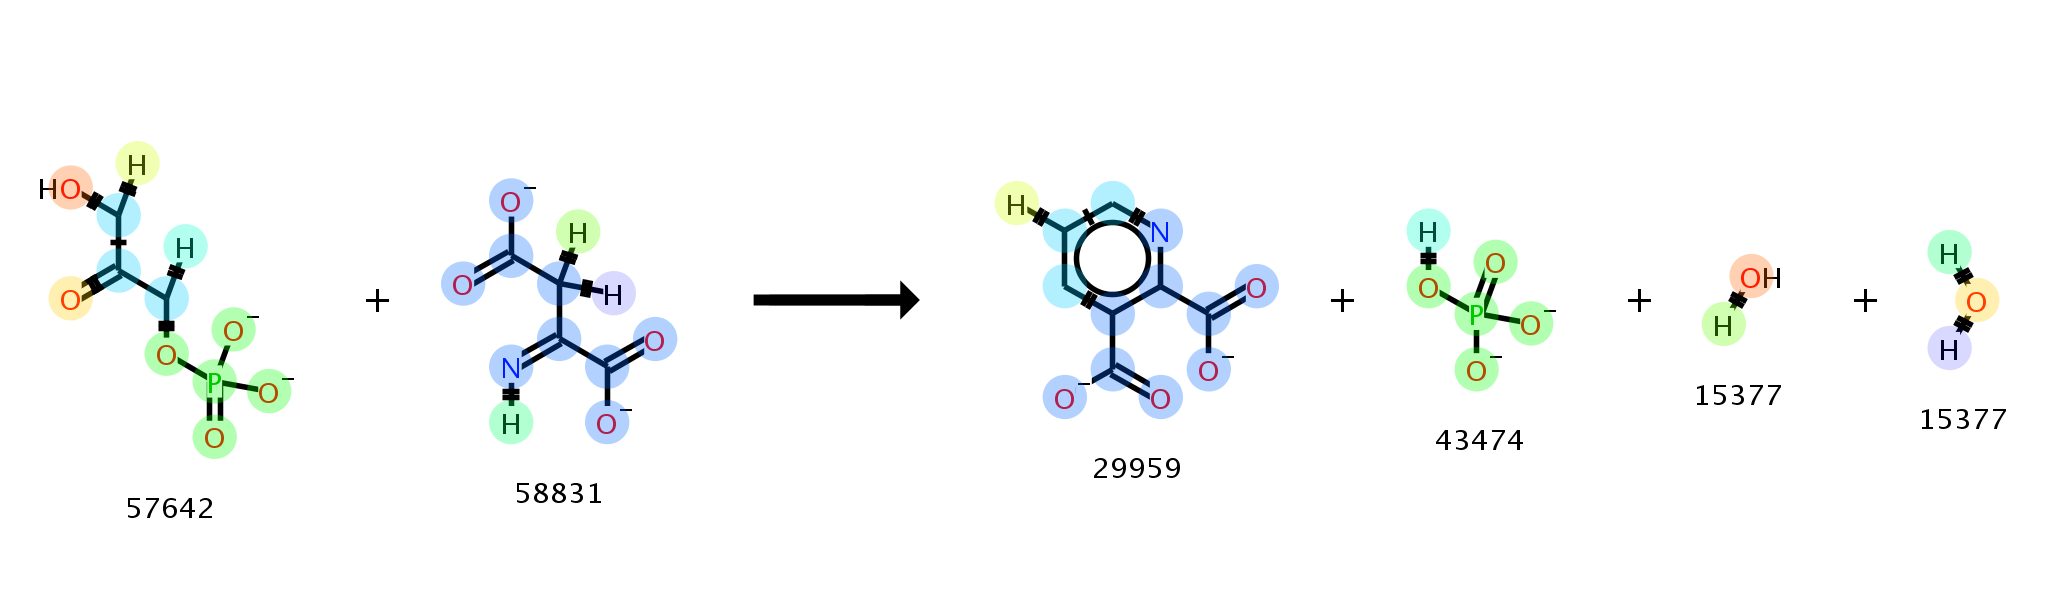 HO H H O O O⁻ P O⁻ O
57642
+
O⁻ O H H N H O O⁻
58831
H N O O⁻ O⁻ O
29959
+
H O O P O⁻ O⁻
43474
+
OH H
15377
+
H O H
15377